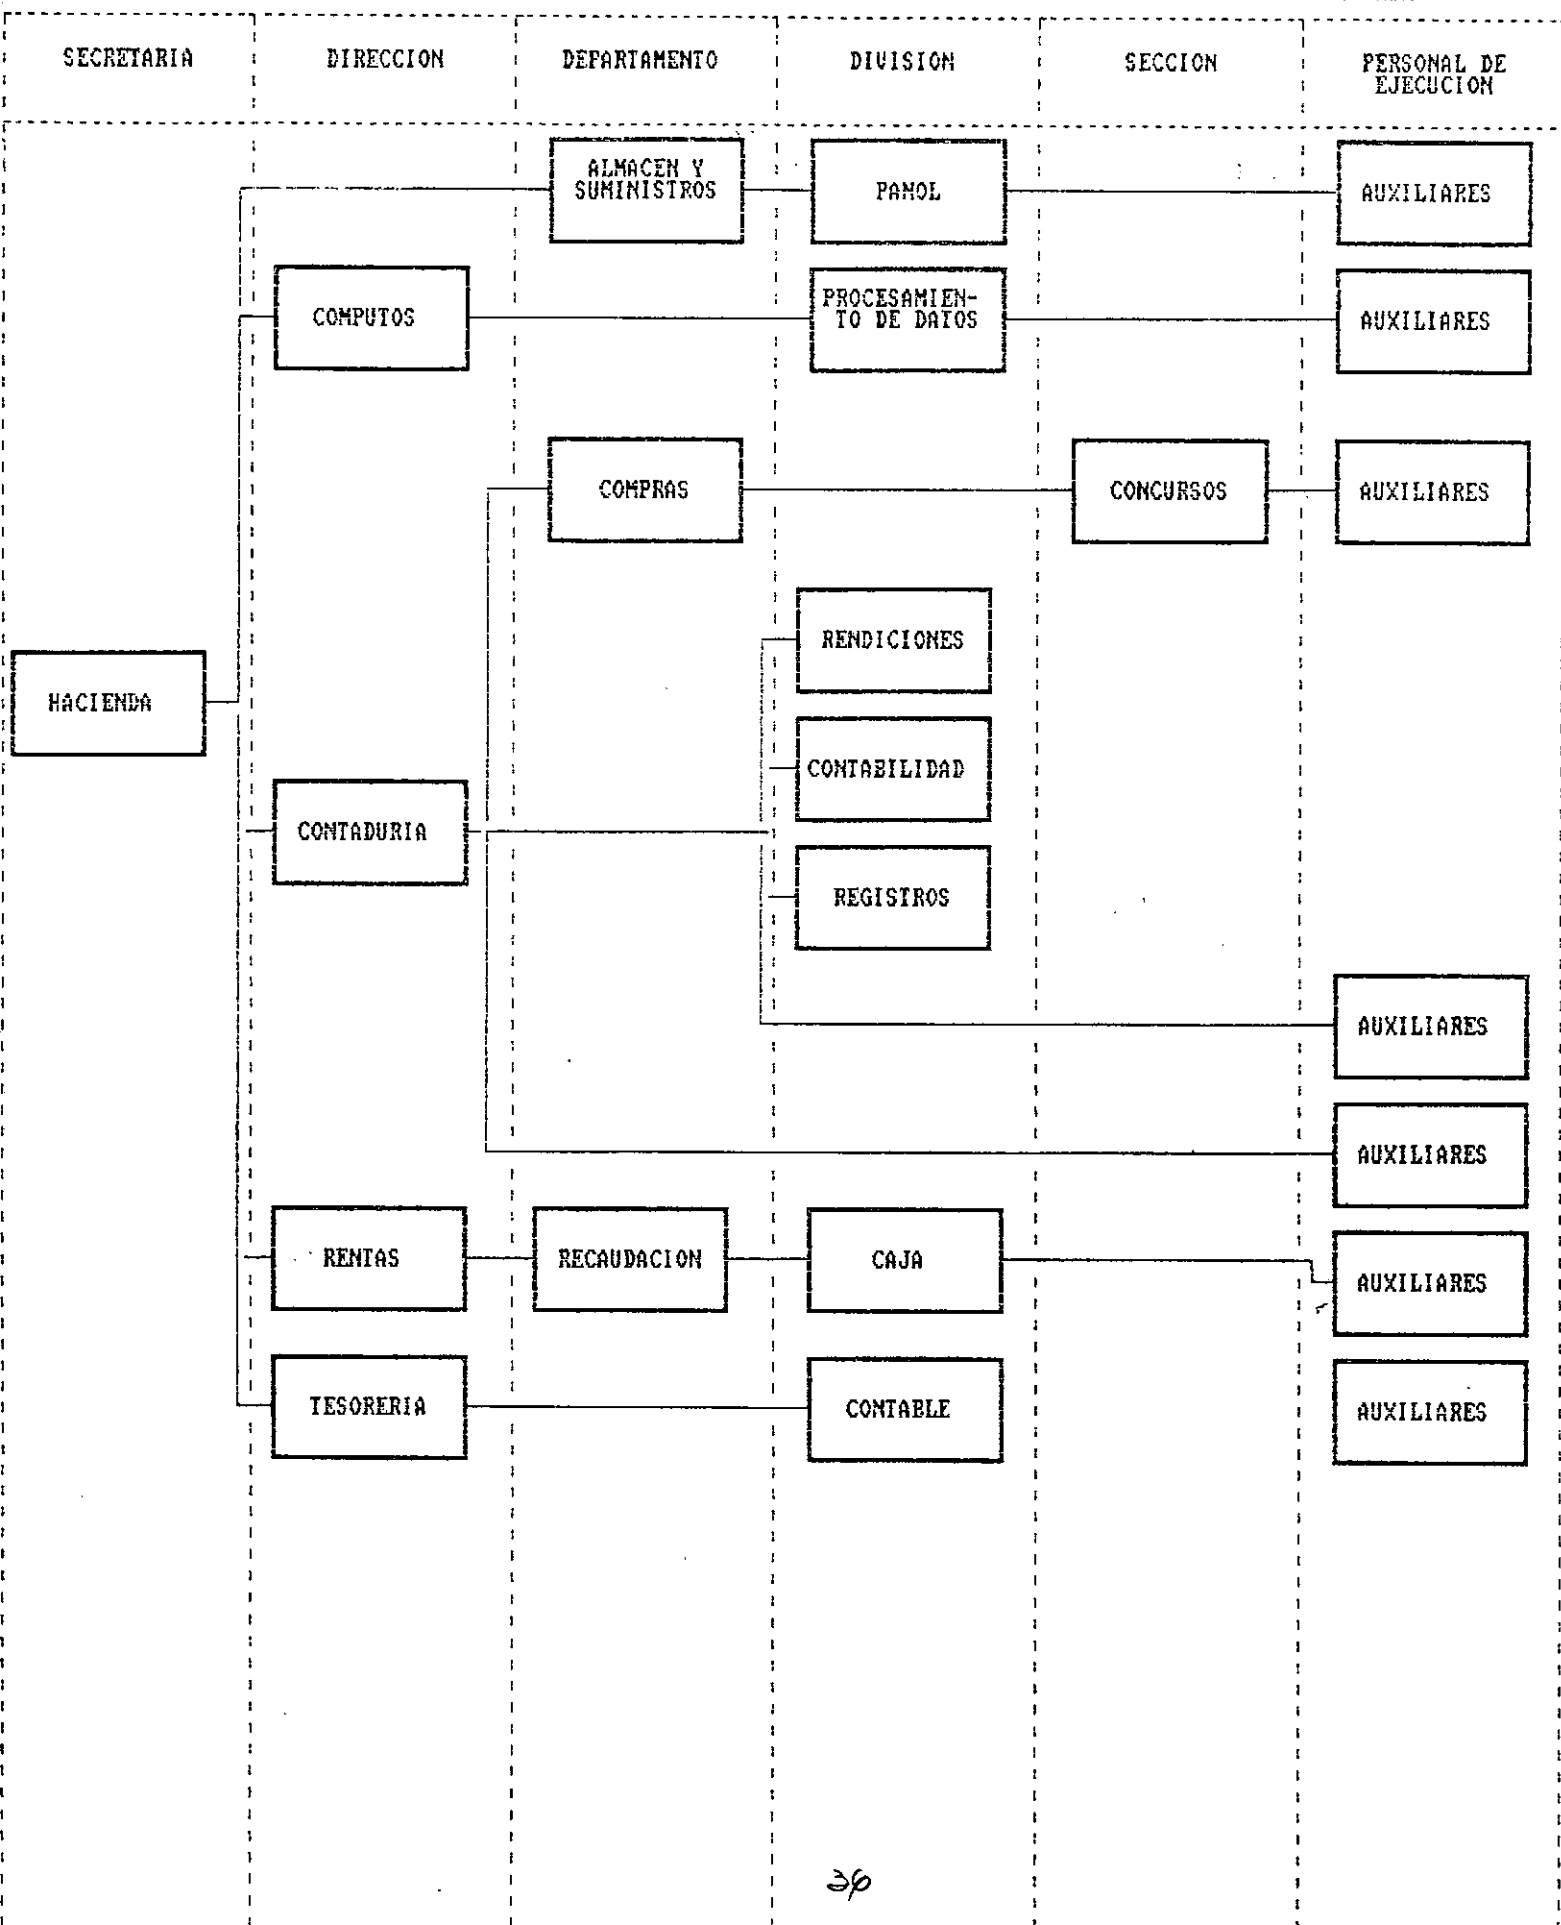 SECRETARIA
DIRECCION
DEPARTAMENTO
DIVISION
SECCION
PERSONAL DE
EJECUCION
ALMACEN Y
SUMINISTROS
PANOL
AUXILIARES
COMPUTOS
PROCESAMIEN-
TO DE DATOS
AUXILIARES
COMPRAS
CONCURSOS
AUXILIARES
RENDICIONES
HACIENDA
CONTABILIDAD
CONTADURIA
REGISTROS
AUXILIARES
AUXILIARES
RENTAS
RECAUDACION
CAJA
AUXILIARES
TESORERIA
CONTABLE
AUXILIARES
36